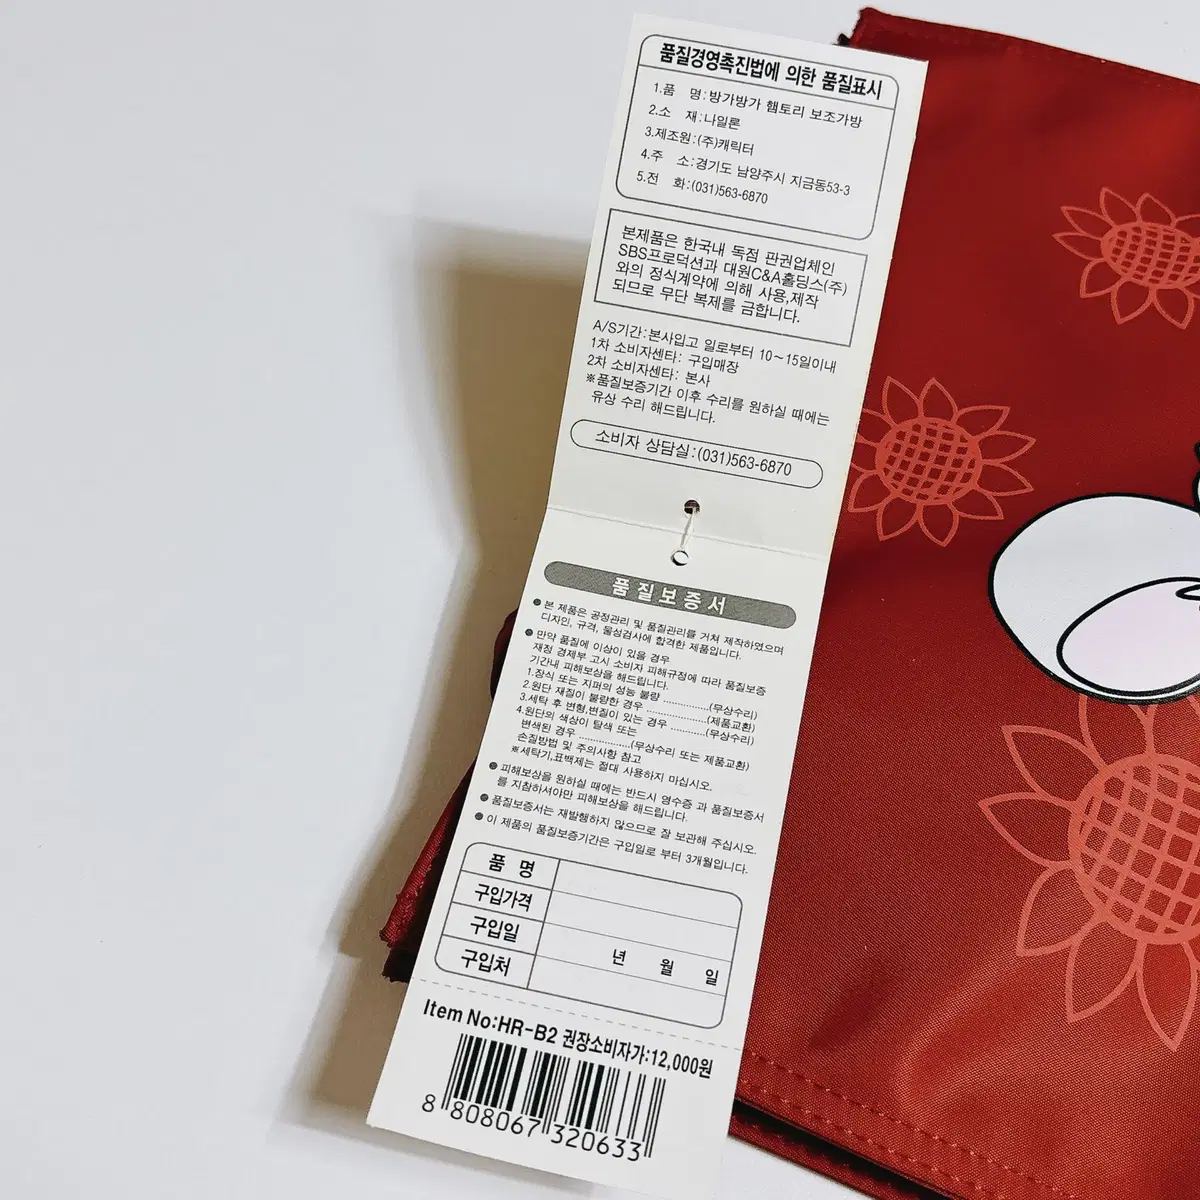 품질경영촉진법에 의한 품질표시
1.품 명:방가방가 햄토리 보조가방
2.소 재:나일론
3.제조원:(주)캐릭터
4.주 소:경기도 남양주시 지금동53-3
5.전 화:(031)563-6870
본제품은 한국내 독점 판권업체인
SBS프로덕션과 대원C&A홀딩스(주)
와의 정식계약에 의해 사용,제작
되므로 무단 복제를 금합니다.
A/S기간:본사입고 일로부터 10~15일이내
1차 소비자센타: 구입매장
2차 소비자센타: 본사
※품질보증기간 이후 수리를 원하실 때에는
유상 수리 해드립니다.
소비자 상담실:(031)563-6870
품질보증서
● 본 제품은 공정관리 및 품질관리를 거쳐 제작하였으며
디자인, 규격, 물성검사에 합격한 제품입니다.
● 만약 품질에 이상이 있을 경우
재정 경제부 고시 소비자 피해규정에 따라 품질보증
기간내 피해보상을 해드립니다.
1.장식 또는 지퍼의 성능 불량 ..............(무상수리)
2.원단 재질이 불량한 경우 ..................(제품교환)
3.세탁 후 변형,변질이 있는 경우 ...........(무상수리)
4.원단의 색상이 탈색 또는
변색된 경우 ................(무상수리 또는 제품교환)
손질방법 및 주의사항 참고
※세탁기,표백제는 절대 사용하지 마십시오.
● 피해보상을 원하실 때에는 반드시 영수증 과 품질보증서
를 지참하셔야만 피해보상을 해드립니다.
● 품질보증서는 재발행하지 않으므로 잘 보관해 주십시오.
● 이 제품의 품질보증기간은 구입일로 부터 3개월입니다.
품 명
구입가격
구입일 년 월 일
구입처
Item No:HR-B2 권장소비자가:12,000원
8 808067 320633